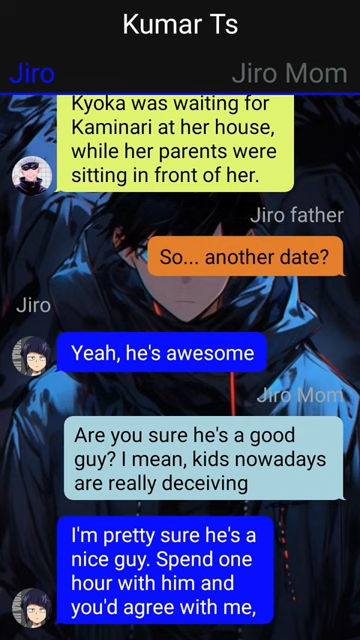 Kumar Ts
Jiro
Jiro Mom
Kyoka was waiting for
Kaminari at her house,
while her parents were
sitting in front of her.
Jiro father
So... another date?
Jiro
Yeah, he's awesome
Jiro Mom
Are you sure he's a good
guy? I mean, kids nowadays
are really deceiving
I'm pretty sure he's a
nice guy. Spend one
hour with him and
you'd agree with me,